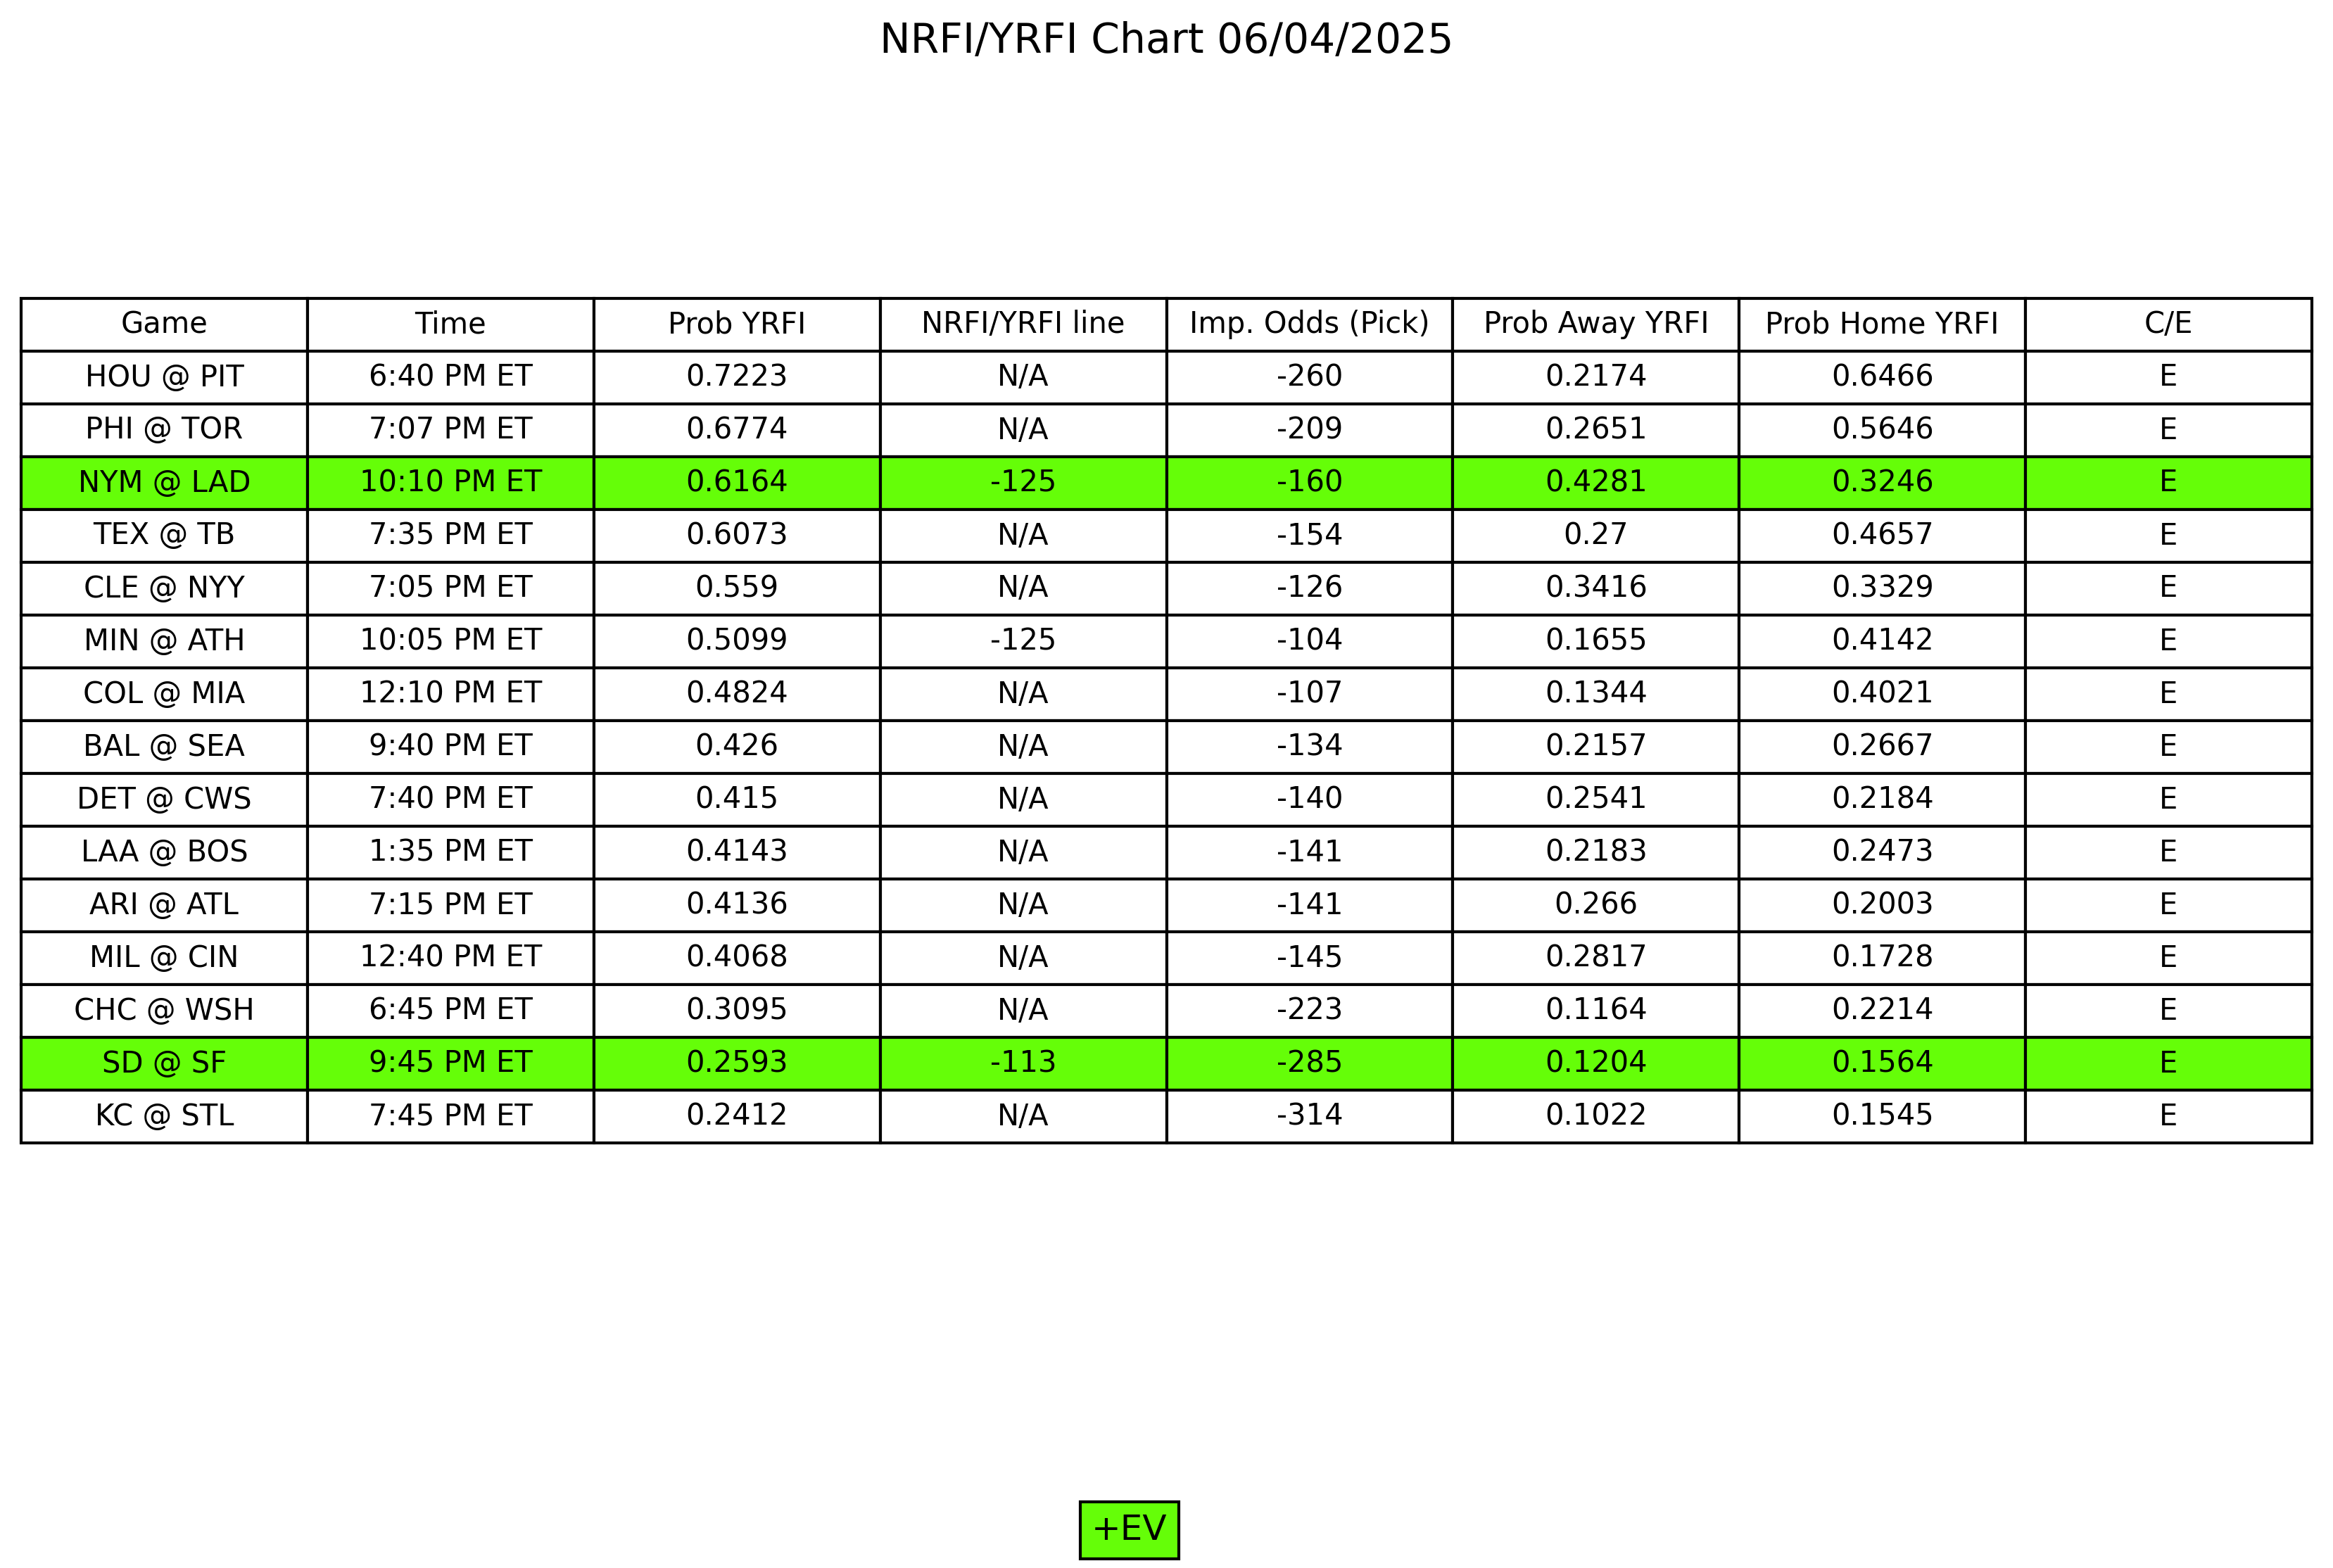 NRFI/YRFI Chart 06/04/2025
Game Time Prob YRFI NRFI/YRFI line Imp. Odds (Pick) Prob Away YRFI Prob Home YRFI C/E
HOU @ PIT 6:40 PM ET 0.7223 N/A -260 0.2174 0.6466 E
PHI @ TOR 7:07 PM ET 0.6774 N/A -209 0.2651 0.5646 E
NYM @ LAD 10:10 PM ET 0.6164 -125 -160 0.4281 0.3246 E
TEX @ TB 7:35 PM ET 0.6073 N/A -154 0.27 0.4657 E
CLE @ NYY 7:05 PM ET 0.559 N/A -126 0.3416 0.3329 E
MIN @ ATH 10:05 PM ET 0.5099 -125 -104 0.1655 0.4142 E
COL @ MIA 12:10 PM ET 0.4824 N/A -107 0.1344 0.4021 E
BAL @ SEA 9:40 PM ET 0.426 N/A -134 0.2157 0.2667 E
DET @ CWS 7:40 PM ET 0.415 N/A -140 0.2541 0.2184 E
LAA @ BOS 1:35 PM ET 0.4143 N/A -141 0.2183 0.2473 E
ARI @ ATL 7:15 PM ET 0.4136 N/A -141 0.266 0.2003 E
MIL @ CIN 12:40 PM ET 0.4068 N/A -145 0.2817 0.1728 E
CHC @ WSH 6:45 PM ET 0.3095 N/A -223 0.1164 0.2214 E
SD @ SF 9:45 PM ET 0.2593 -113 -285 0.1204 0.1564 E
KC @ STL 7:45 PM ET 0.2412 N/A -314 0.1022 0.1545 E
+EV